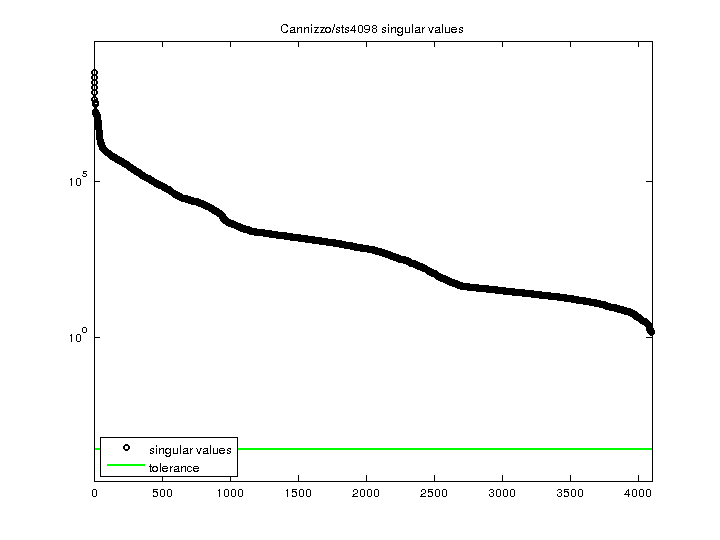 Cannizzo/sts4098 singular values
10^5
10^0
singular values
tolerance
0 500 1000 1500 2000 2500 3000 3500 4000